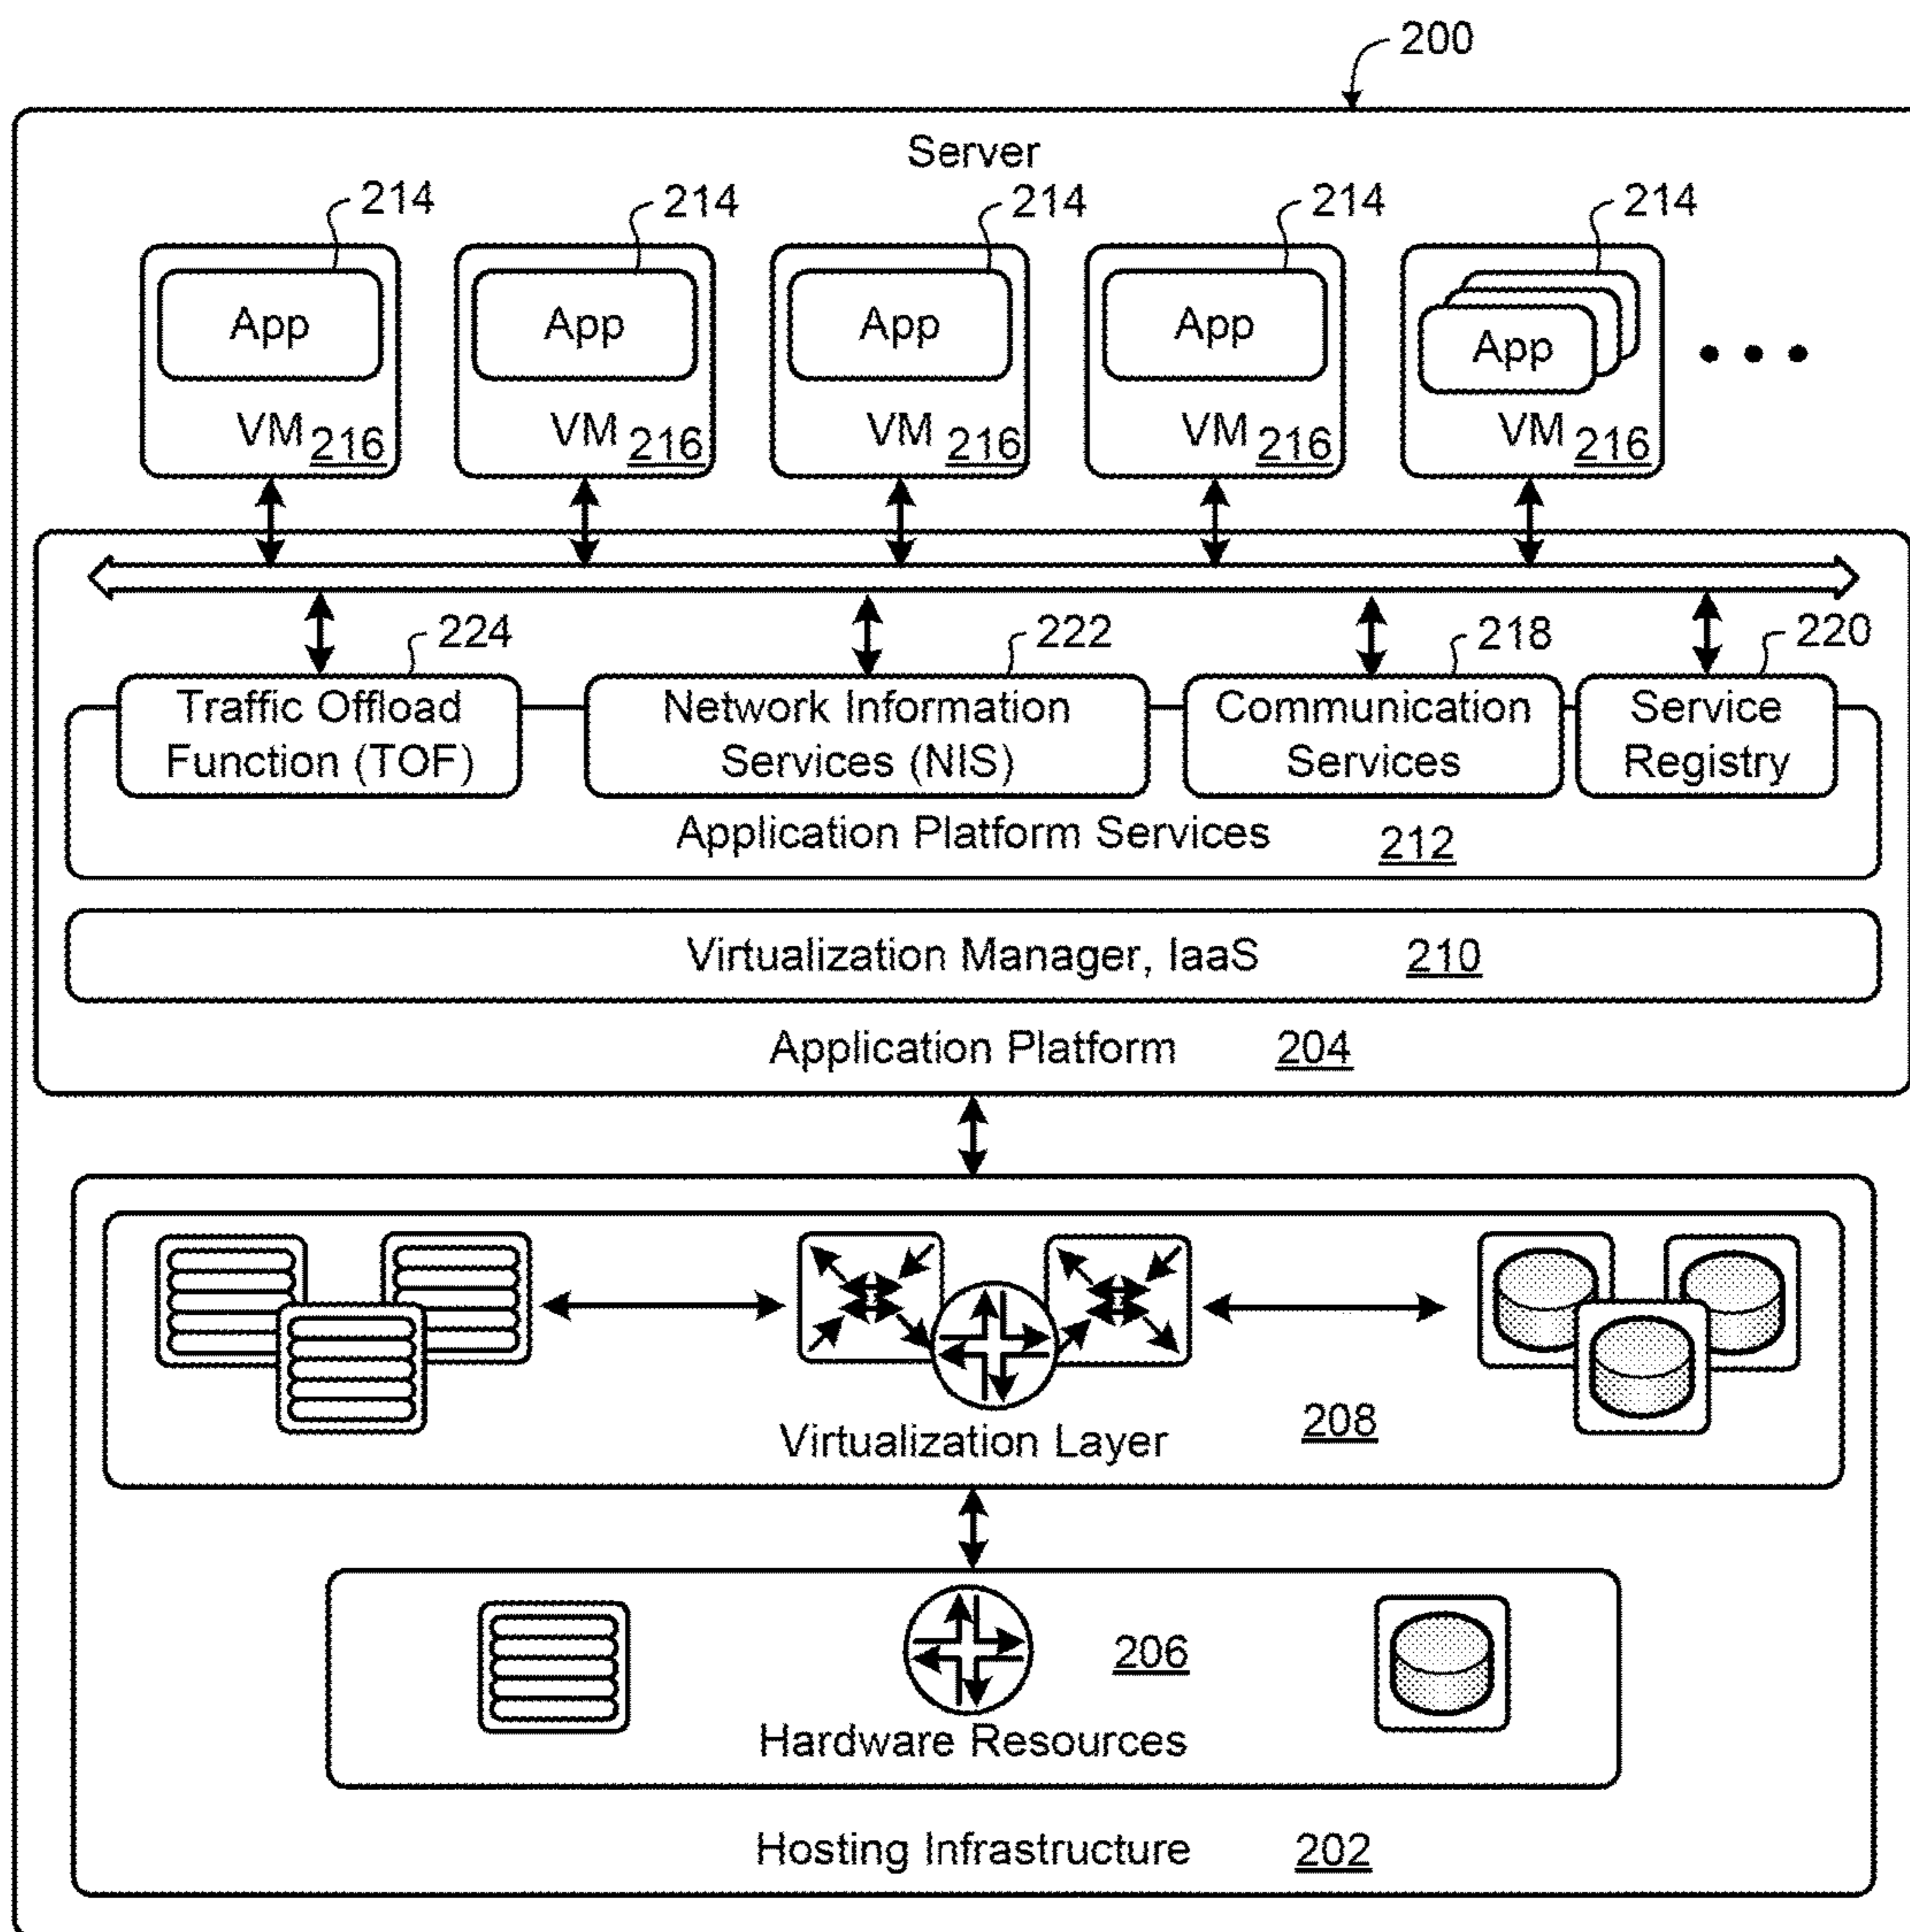 200
Server
214 214 214 214 214
App App App App App
VM 216 VM 216 VM 216 VM 216 VM 216
224 222 218 220
Traffic Offload
Function (TOF)
Network Information
Services (NIS)
Communication
Services
Service
Registry
Application Platform Services 212
Virtualization Manager, IaaS 210
Application Platform 204
Virtualization Layer 208
206
Hardware Resources
Hosting Infrastructure 202